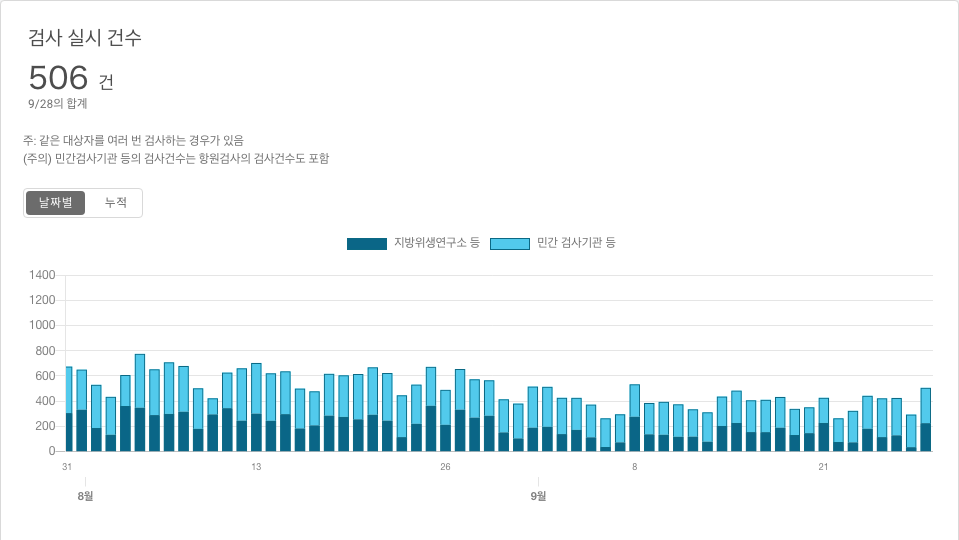 검사 실시 건수
506 건
9/28의 합계
주: 같은 대상자를 여러 번 검사하는 경우가 있음
(주의) 민간검사기관 등의 검사건수는 항원검사의 검사건수도 포함
날짜별 누적
지방위생연구소 등 민간 검사기관 등
1400
1200
1000
800
600
400
200
0
31 13 26 8 21
8월 9월